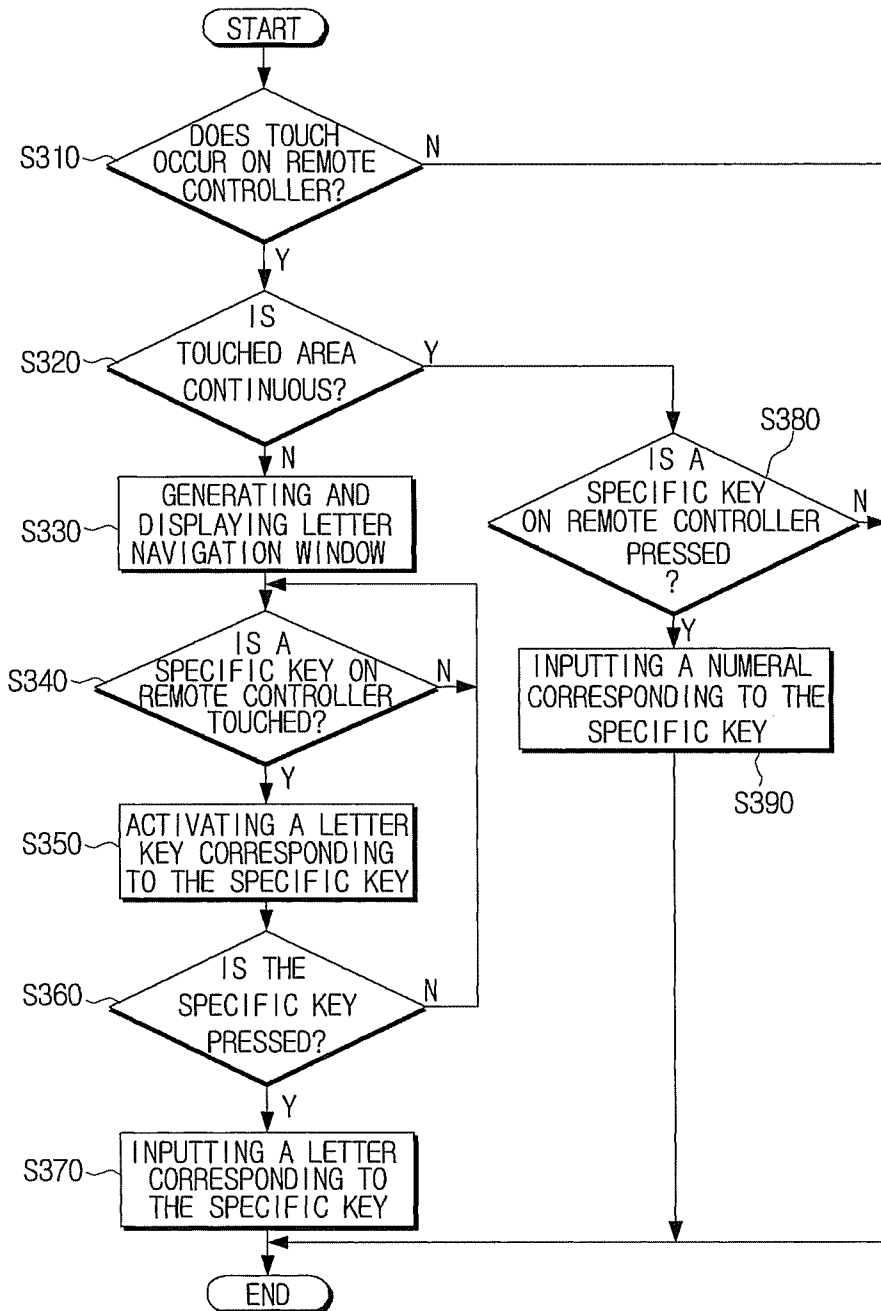 START
S310
DOES TOUCH
OCCUR ON REMOTE
CONTROLLER?
N
Y
S320
IS
TOUCHED AREA
CONTINUOUS?
Y
N
S330
GENERATING AND
DISPLAYING LETTER
NAVIGATION WINDOW
S380
IS A
SPECIFIC KEY
ON REMOTE CONTROLLER
PRESSED
?
N
Y
S340
IS A
SPECIFIC KEY ON
REMOTE CONTROLLER
TOUCHED?
N
Y
INPUTTING A NUMERAL
CORRESPONDING TO THE
SPECIFIC KEY
S390
S350
ACTIVATING A LETTER
KEY CORRESPONDING
TO THE SPECIFIC KEY
S360
IS THE
SPECIFIC KEY
PRESSED?
N
Y
S370
INPUTTING A LETTER
CORRESPONDING TO
THE SPECIFIC KEY
END